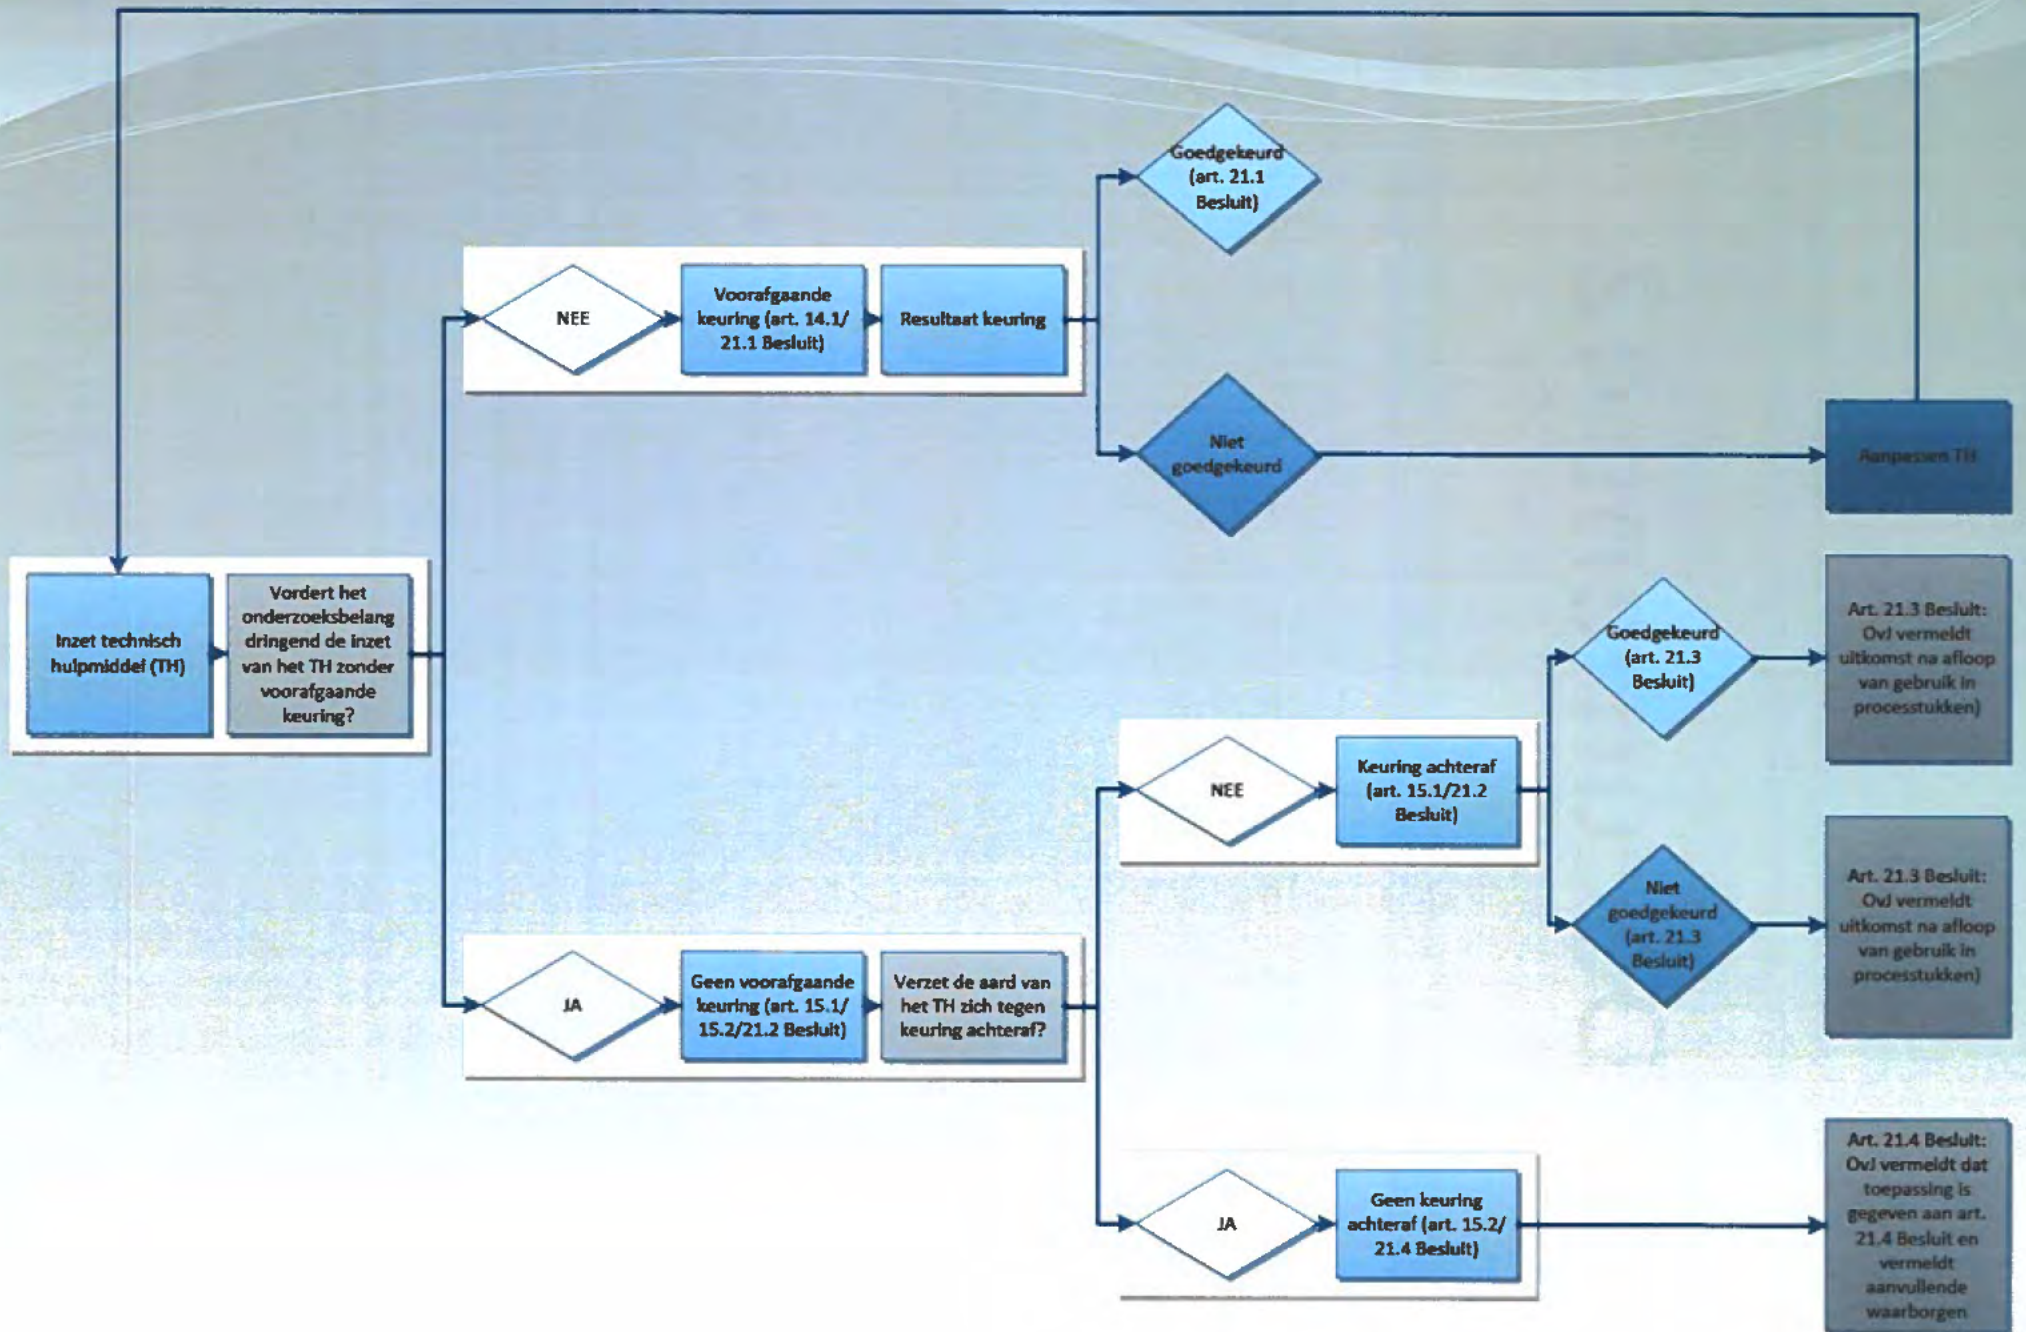 Goedgekeurd
(art. 21.1
Besluit)
NEE
Voorafgaande
keuring (art. 14.1/
21.1 Besluit)
Resultaat keuring
Niet
goedgekeurd
Aanpassen TH
Inzet technisch
hulpmiddel (TH)
Vordert het
onderzoeksbelang
dringend de inzet
van het TH zonder
voorafgaande
keuring?
Goedgekeurd
(art. 21.3
Besluit)
Art. 21.3 Besluit:
OvJ vermeldt
uitkomst na afloop
van gebruik in
processtukken)
NEE
Keuring achteraf
(art. 15.1/21.2
Besluit)
Niet
goedgekeurd
(art. 21.3
Besluit)
Art. 21.3 Besluit:
OvJ vermeldt
uitkomst na afloop
van gebruik in
processtukken)
JA
Geen voorafgaande
keuring (art. 15.1/
15.2/21.2 Besluit)
Verzet de aard van
het TH zich tegen
keuring achteraf?
JA
Geen keuring
achteraf (art. 15.2/
21.4 Besluit)
Art. 21.4 Besluit:
OvJ vermeldt dat
toepassing is
gegeven aan art.
21.4 Besluit en
vermeldt
aanvullende
waarborgen